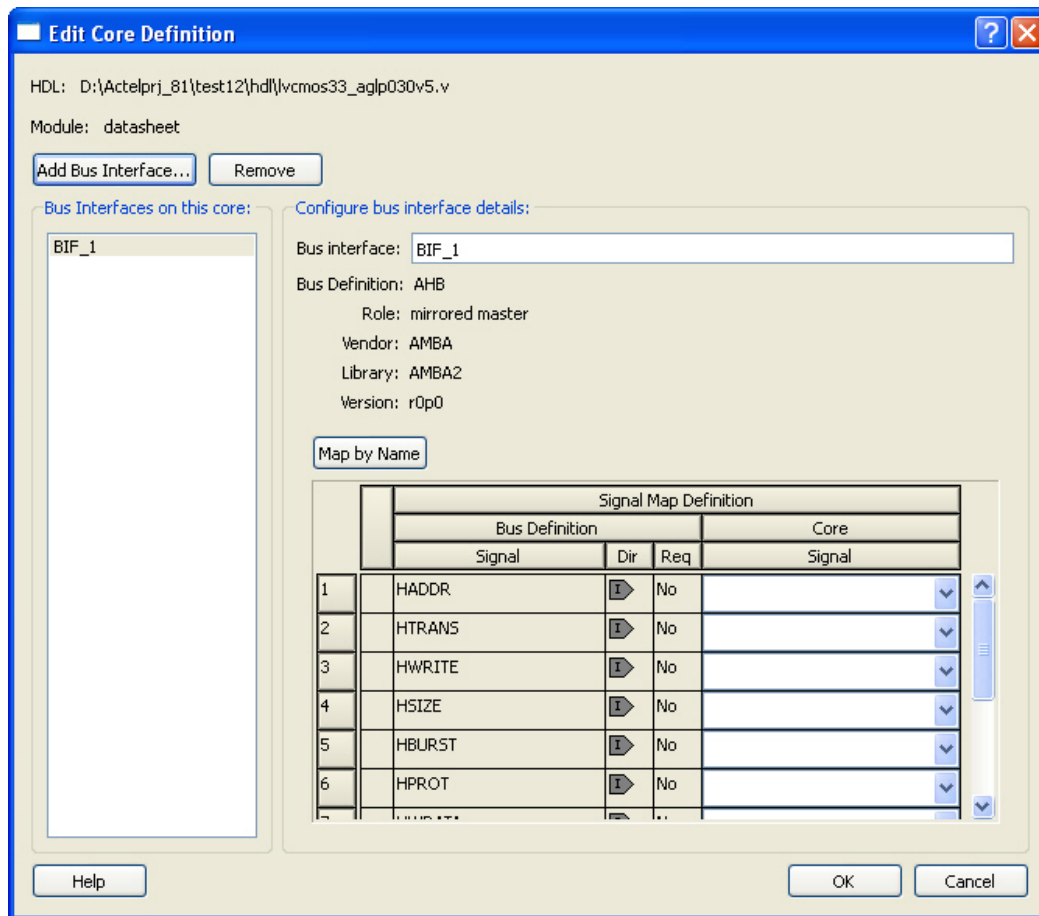 Edit Core Definition
HDL: D:\Actelprj_81\test12\hdl\lvcmos33_aglp030v5.v
Module: datasheet
Add Bus Interface... Remove
Bus Interfaces on this core:
BIF_1
Configure bus interface details:
Bus interface: BIF_1
Bus Definition: AHB
Role: mirrored master
Vendor: AMBA
Library: AMBA2
Version: r0p0
Map by Name
Signal Map Definition
Bus Definition Core
Signal Dir Req Signal
1 HADDR I No
2 HTRANS I No
3 HWRITE I No
4 HSIZE I No
5 HBURST I No
6 HPROT I No
Help OK Cancel